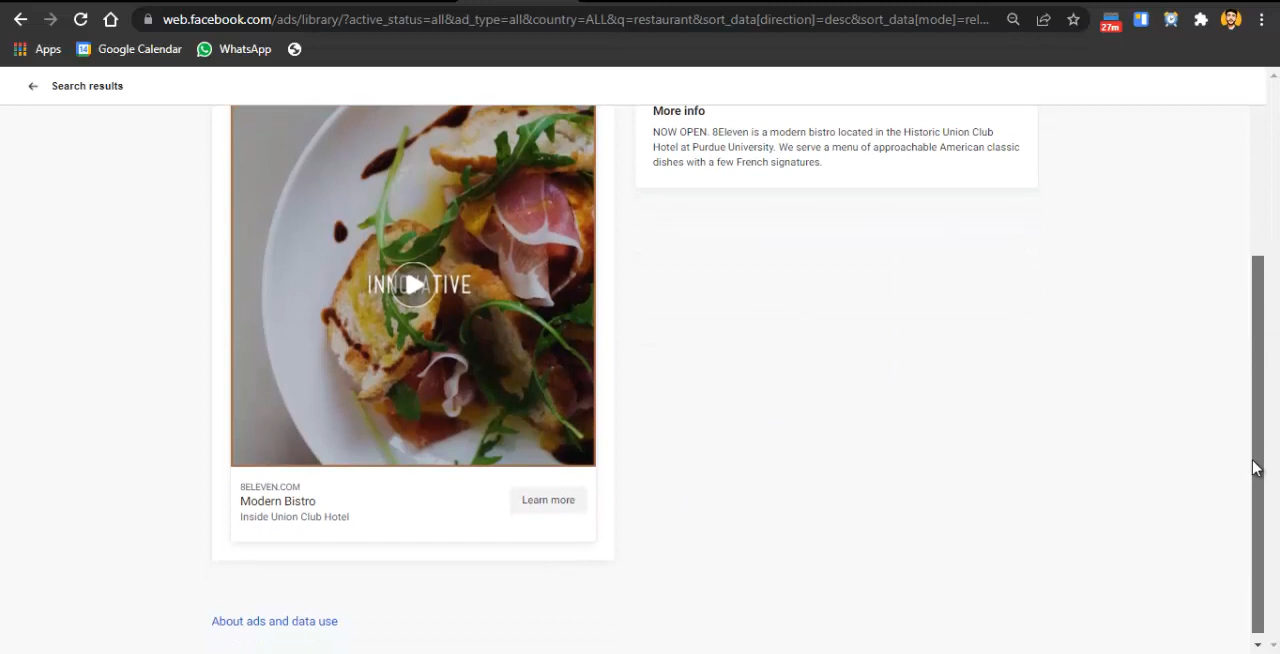 web.facebook.com/ads/library/?active_status=all&ad_type=all&country=ALL&q=restaurant&sort_data[direction]=desc&sort_data[mode]=rel...
27m
Apps
14
Google Calendar
WhatsApp
Search results
More info
NOW OPEN. 8Eleven is a modern bistro located in the Historic Union Club
Hotel at Purdue University. We serve a menu of approachable American classic
dishes with a few French signatures.
INNOVATIVE
8ELEVEN.COM
Modern Bistro
Inside Union Club Hotel
Learn more
About ads and data use